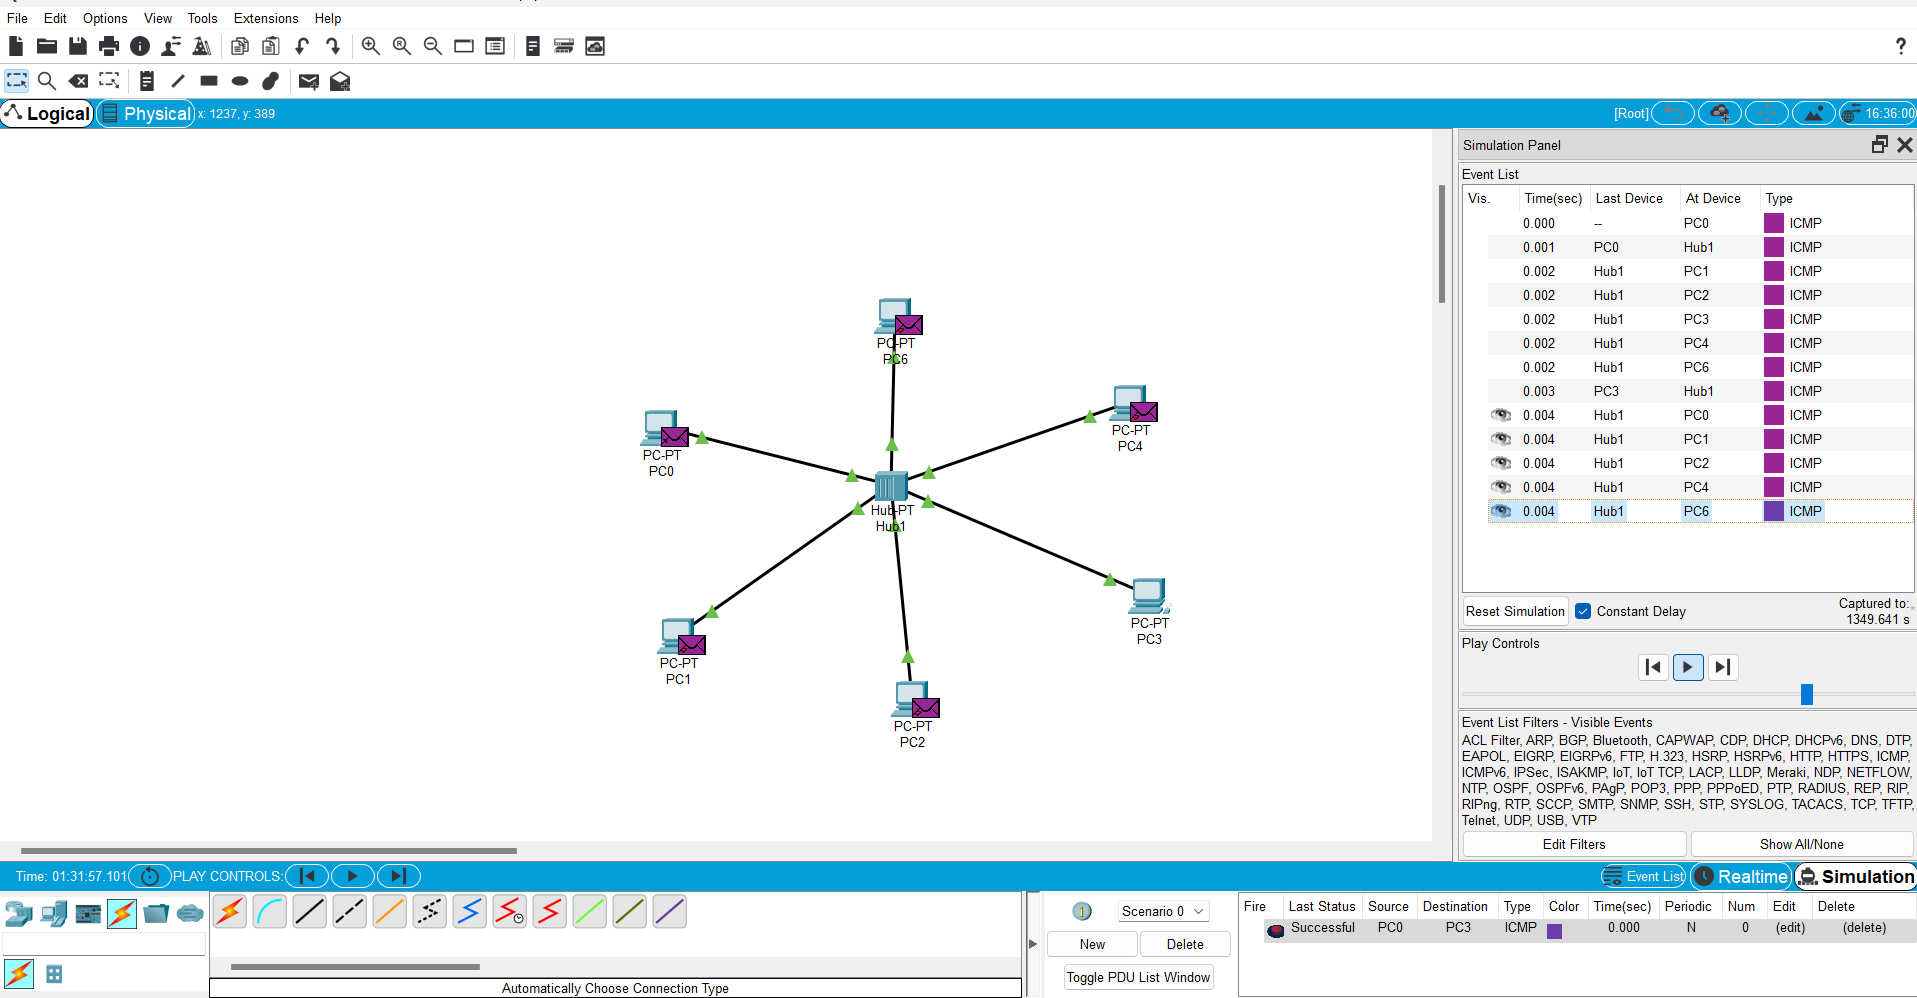 File Edit Options View Tools Extensions Help
?
Logical Physical x: 1237, y: 389 [Root] 16:36:00
Simulation Panel
Event List
Vis. Time(sec) Last Device At Device Type
0.000 -- PC0 ICMP
0.001 PC0 Hub1 ICMP
0.002 Hub1 PC1 ICMP
0.002 Hub1 PC2 ICMP
0.002 Hub1 PC3 ICMP
0.002 Hub1 PC4 ICMP
0.002 Hub1 PC6 ICMP
0.003 PC3 Hub1 ICMP
0.004 Hub1 PC0 ICMP
0.004 Hub1 PC1 ICMP
0.004 Hub1 PC2 ICMP
0.004 Hub1 PC4 ICMP
0.004 Hub1 PC6 ICMP
PC-PT
PC6
PC-PT
PC4
PC-PT
PC0
Hub-PT
Hub1
PC-PT
PC3
PC-PT
PC1
PC-PT
PC2
Reset Simulation Constant Delay Captured to:
1349.641 s
Play Controls
Event List Filters - Visible Events
ACL Filter, ARP, BGP, Bluetooth, CAPWAP, CDP, DHCP, DHCPv6, DNS, DTP,
EAPOL, EIGRP, EIGRPv6, FTP, H.323, HSRP, HSRPv6, HTTP, HTTPS, ICMP,
ICMPv6, IPSec, ISAKMP, IoT, IoT TCP, LACP, LLDP, Meraki, NDP, NETFLOW,
NTP, OSPF, OSPFv6, PAgP, POP3, PPP, PPPoED, PTP, RADIUS, REP, RIP,
RIPng, RTP, SCCP, SMTP, SNMP, SSH, STP, SYSLOG, TACACS, TCP, TFTP,
Telnet, UDP, USB, VTP
Edit Filters Show All/None
Time: 01:31:57.101 PLAY CONTROLS: Event List Realtime Simulation
Scenario 0
New Delete
Toggle PDU List Window
Fire Last Status Source Destination Type Color Time(sec) Periodic Num Edit Delete
Successful PC0 PC3 ICMP 0.000 N 0 (edit) (delete)
Automatically Choose Connection Type